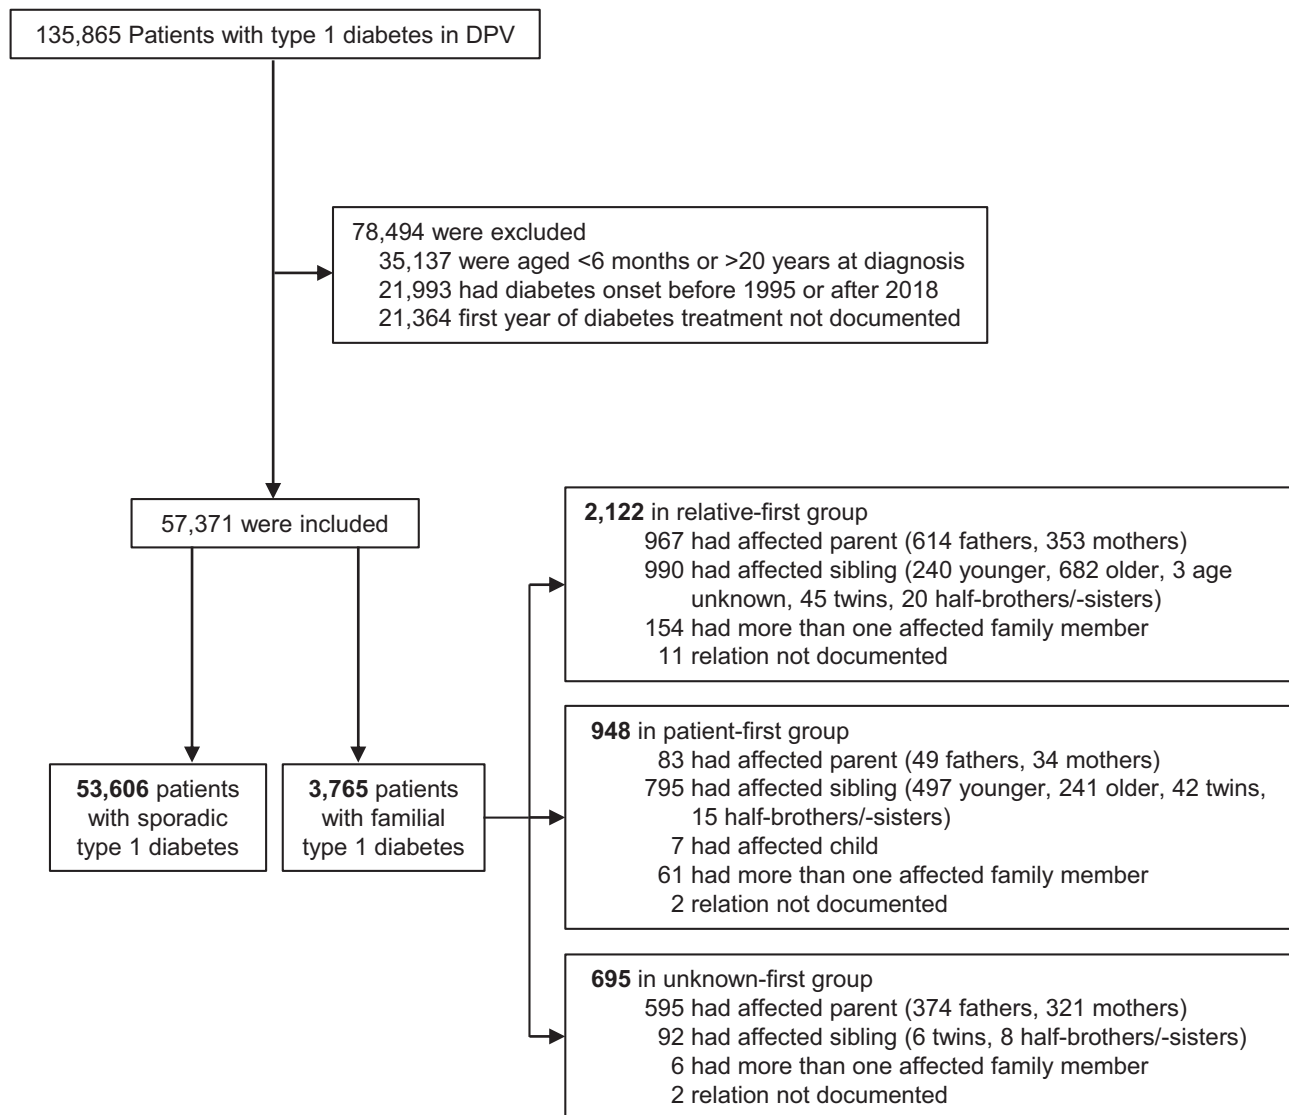 135,865 Patients with type 1 diabetes in DPV
78,494 were excluded
35,137 were aged <6 months or >20 years at diagnosis
21,993 had diabetes onset before 1995 or after 2018
21,364 first year of diabetes treatment not documented
57,371 were included
53,606 patients
with sporadic
type 1 diabetes
3,765 patients
with familial
type 1 diabetes
2,122 in relative-first group
967 had affected parent (614 fathers, 353 mothers)
990 had affected sibling (240 younger, 682 older, 3 age
unknown, 45 twins, 20 half-brothers/-sisters)
154 had more than one affected family member
11 relation not documented
948 in patient-first group
83 had affected parent (49 fathers, 34 mothers)
795 had affected sibling (497 younger, 241 older, 42 twins,
15 half-brothers/-sisters)
7 had affected child
61 had more than one affected family member
2 relation not documented
695 in unknown-first group
595 had affected parent (374 fathers, 321 mothers)
92 had affected sibling (6 twins, 8 half-brothers/-sisters)
6 had more than one affected family member
2 relation not documented